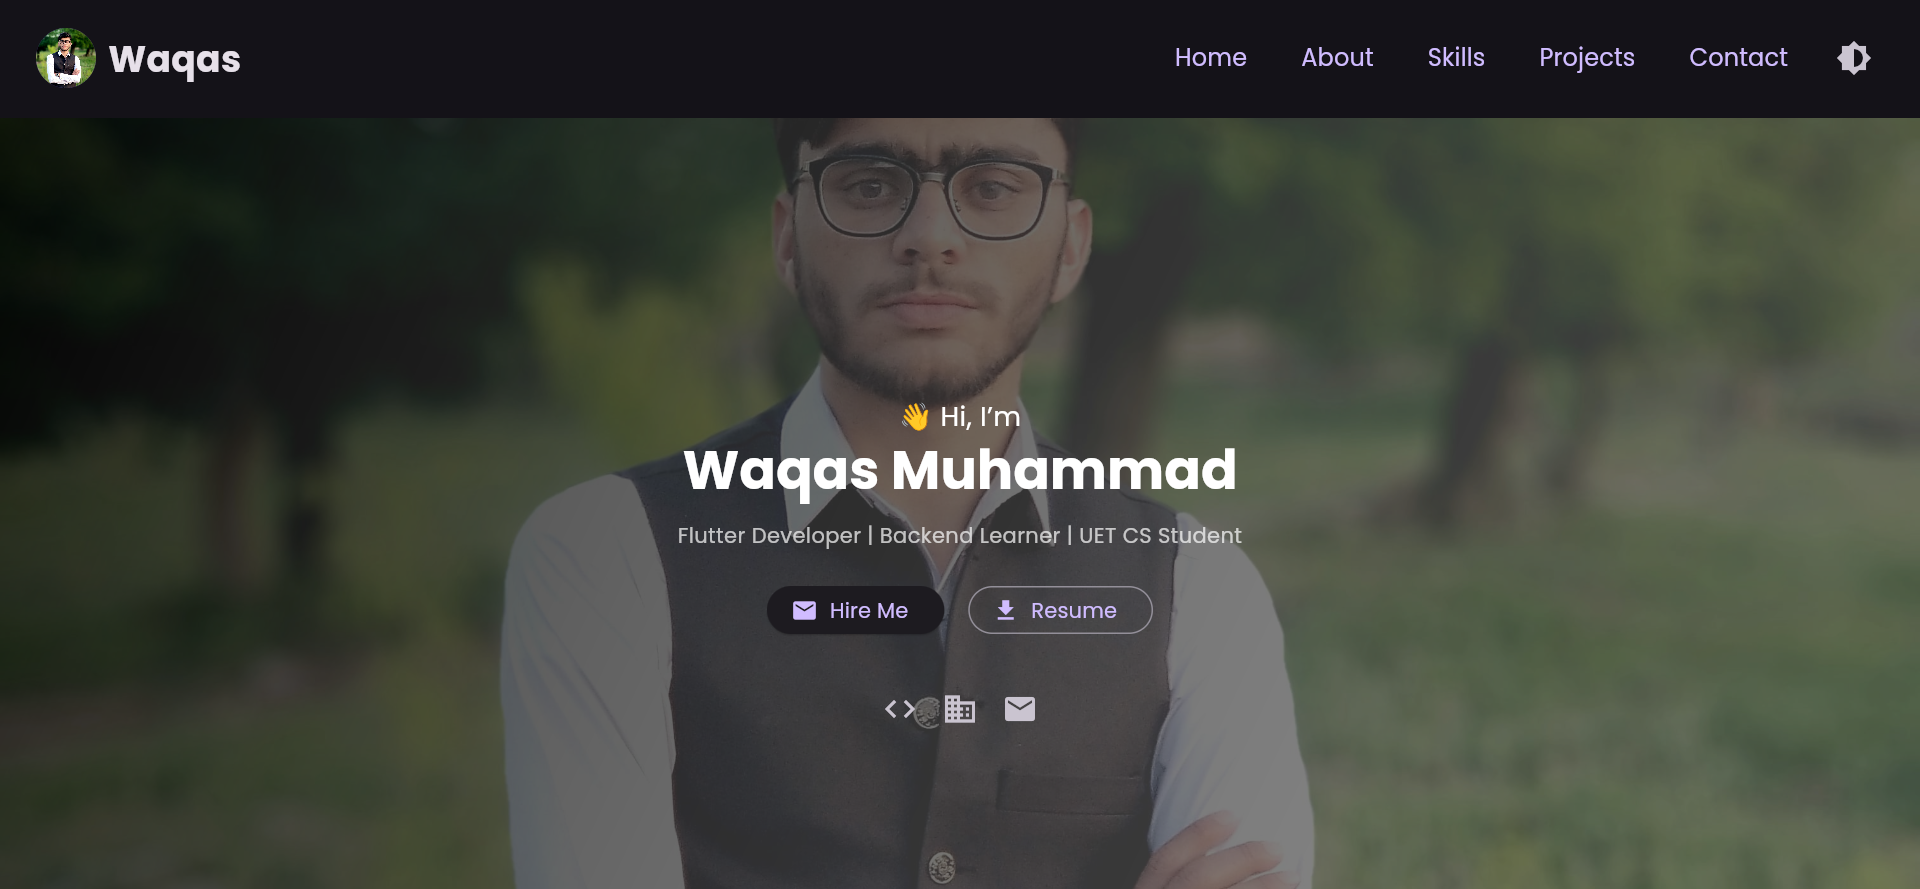 Waqas
Home About Skills Projects Contact
👋 Hi, I’m
Waqas Muhammad
Flutter Developer | Backend Learner | UET CS Student
Hire Me Resume